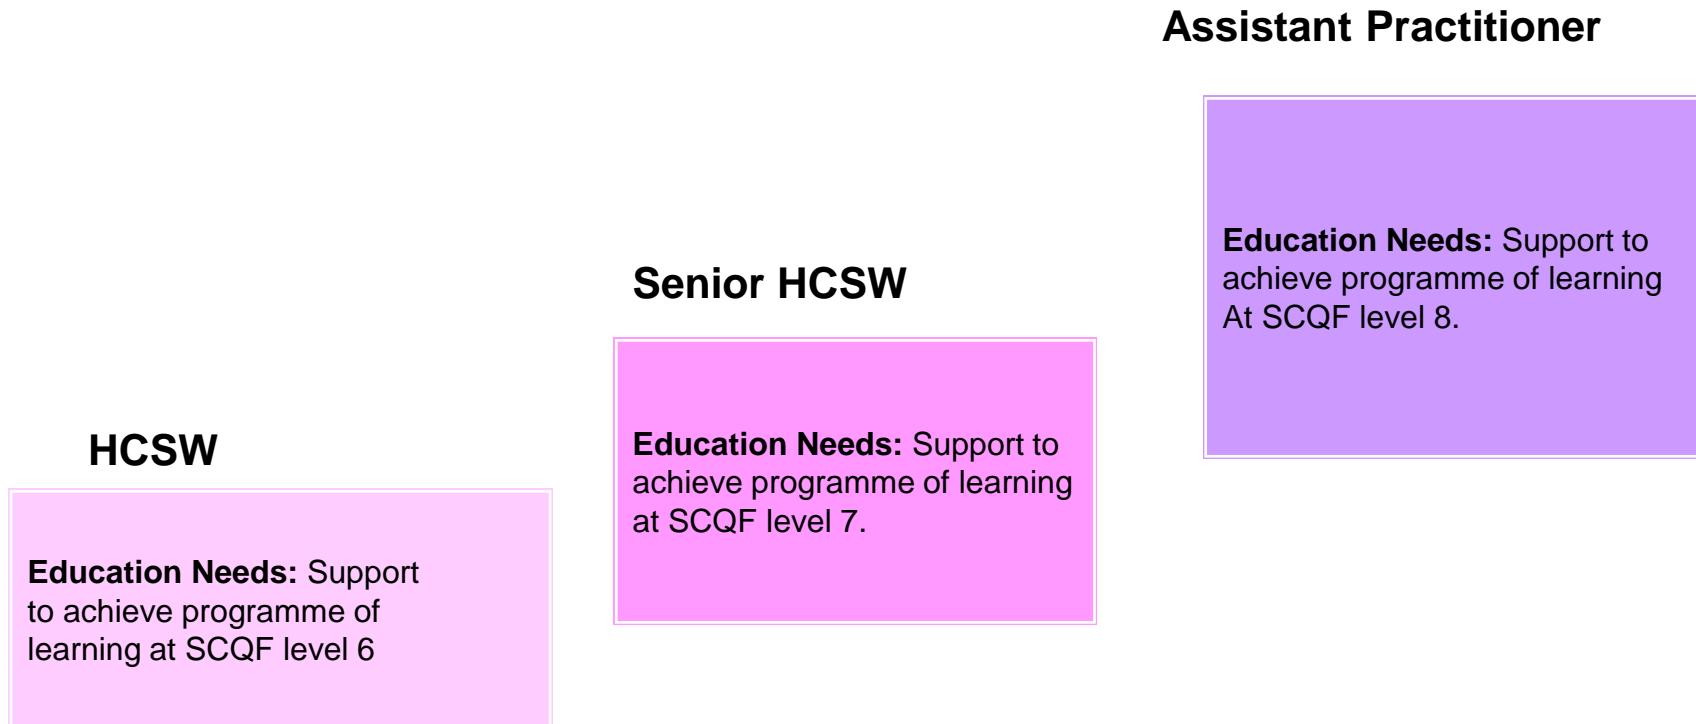 Assistant Practitioner
Education Needs: Support to
achieve programme of learning
At SCQF level 8.
Senior HCSW
Education Needs: Support to
achieve programme of learning
at SCQF level 7.
HCSW
Education Needs: Support
to achieve programme of
learning at SCQF level 6